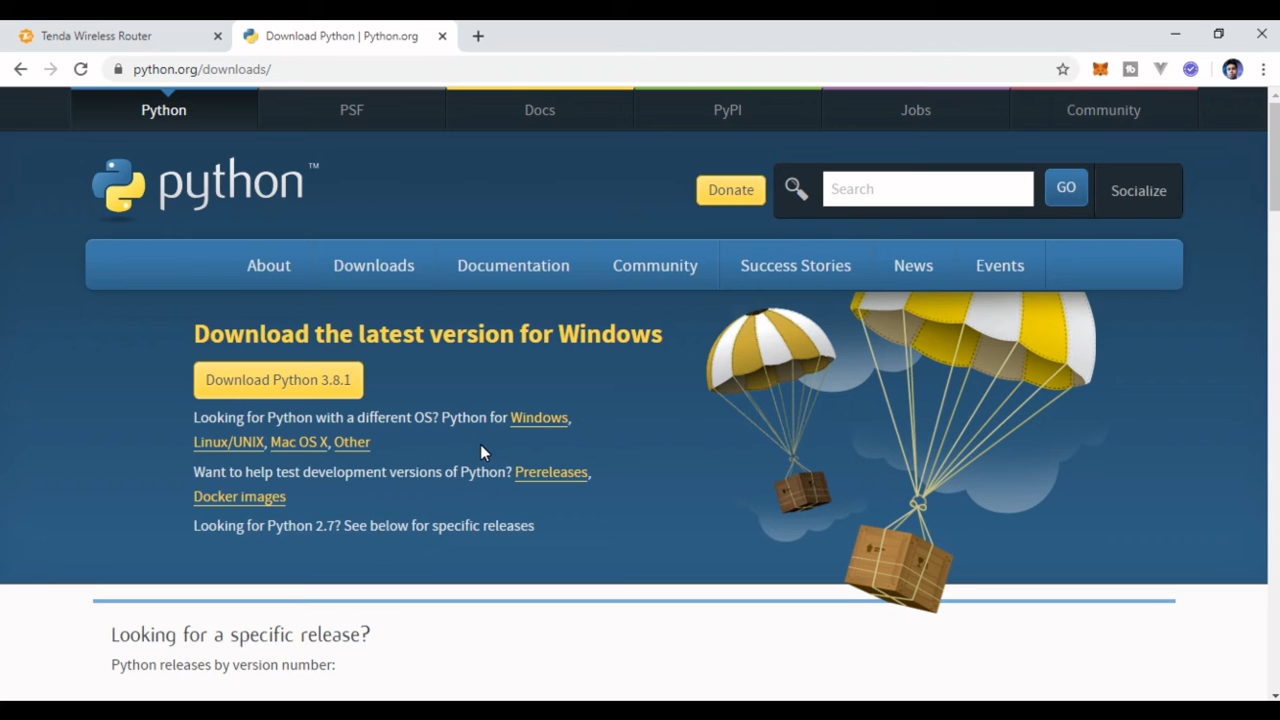 Tenda Wireless Router
Download Python | Python.org
python.org/downloads/
Python
PSF
Docs
PyPI
Jobs
Community
python™
Donate
Search
GO
Socialize
About
Downloads
Documentation
Community
Success Stories
News
Events
Download the latest version for Windows
Download Python 3.8.1
Looking for Python with a different OS? Python for Windows,
Linux/UNIX, Mac OS X, Other
Want to help test development versions of Python? Prereleases,
Docker images
Looking for Python 2.7? See below for specific releases
Looking for a specific release?
Python releases by version number: